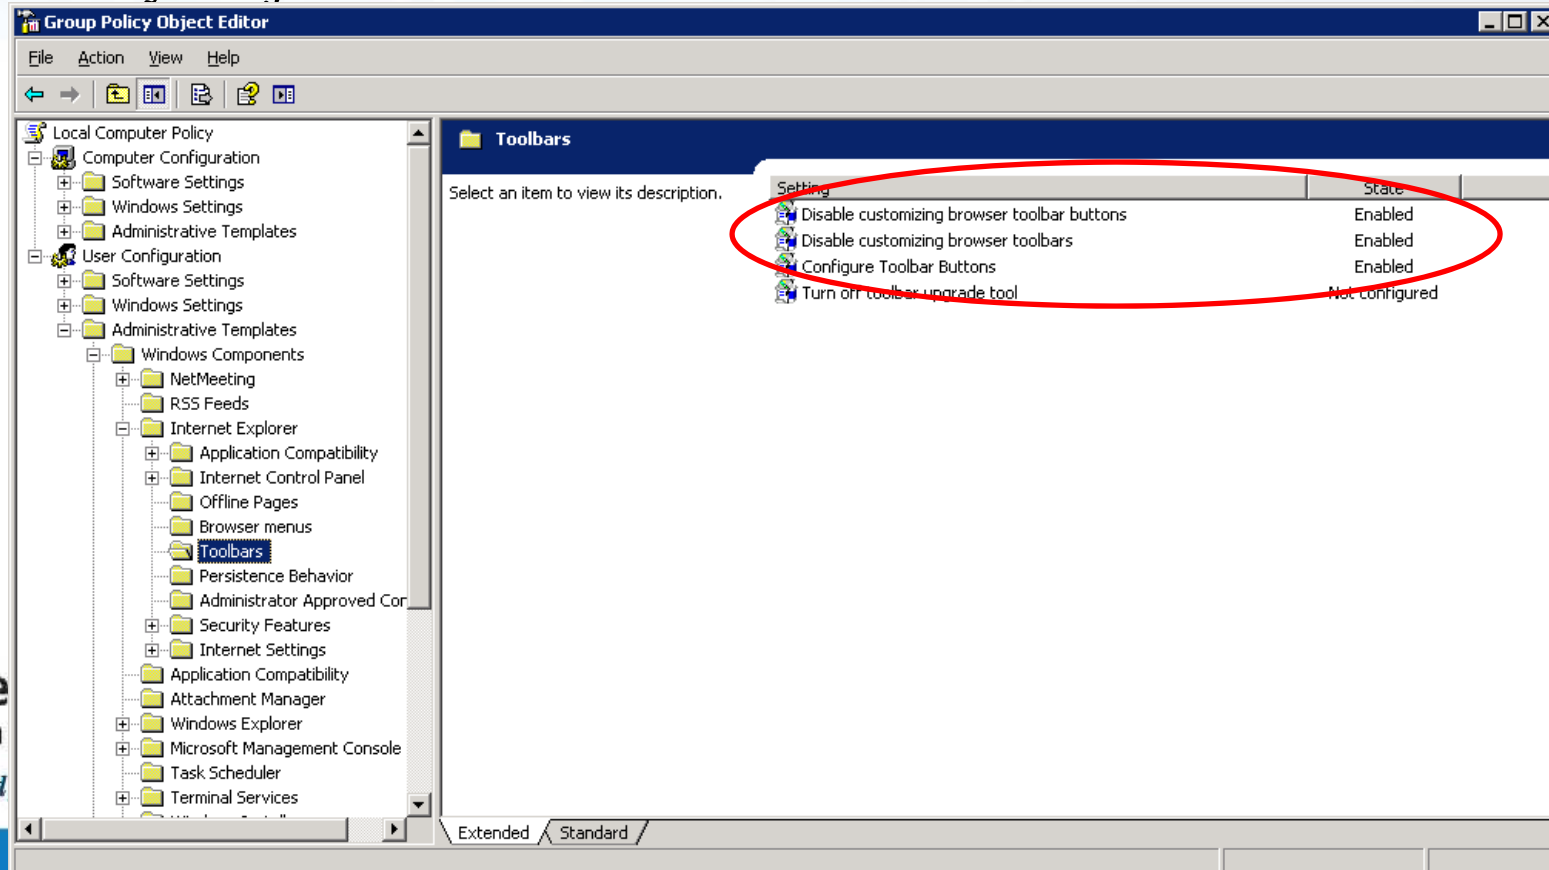 Group Policy Object Editor
File Action View Help
Local Computer Policy
Computer Configuration
Software Settings
Windows Settings
Administrative Templates
User Configuration
Software Settings
Windows Settings
Administrative Templates
Windows Components
NetMeeting
RSS Feeds
Internet Explorer
Application Compatibility
Internet Control Panel
Offline Pages
Browser menus
Toolbars
Persistence Behavior
Administrator Approved Cor
Security Features
Internet Settings
Application Compatibility
Attachment Manager
Windows Explorer
Microsoft Management Console
Task Scheduler
Terminal Services
Toolbars
Select an item to view its description.
Setting State
Disable customizing browser toolbar buttons Enabled
Disable customizing browser toolbars Enabled
Configure Toolbar Buttons Enabled
Turn off toolbar upgrade tool Not configured
Extended Standard